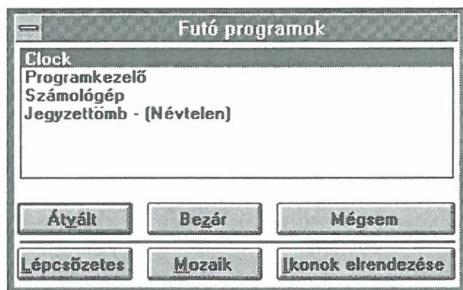 Futó programok
Clock
Programkezelő
Számológép
Jegyzettömb - (Névtelen)
Átvált Bezár Mégsem
Lépcsőzetes Mozaik Ikonok elrendezése